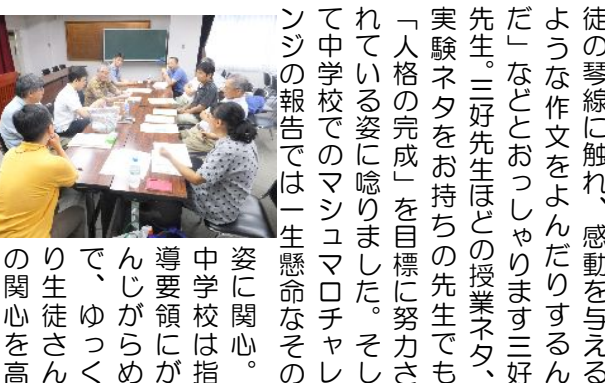 徒の琴線に触れ、感動を与える
ような作文をよんだりするん
だ」などとおっしゃります三好
先生。三好先生ほどの授業ネタ、
実験ネタをお持ちの先生でも
「人格の完成」を目標に努力さ
れている姿に唸りました。そし
て中学校でのマシュマロチャレ
ンジの報告では一生懸命なその
姿に関心。
中学校は指
導要領にが
んじがらめ
で、ゆっく
り生徒さん
の関心を高